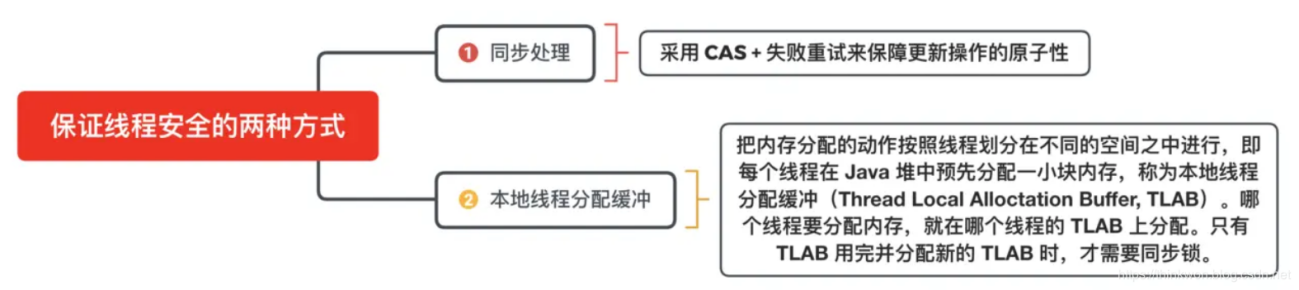 保证线程安全的两种方式
1 同步处理
采用 CAS + 失败重试来保障更新操作的原子性
2 本地线程分配缓冲
把内存分配的动作按照线程划分在不同的空间之中进行，即
每个线程在 Java 堆中预先分配一小块内存，称为本地线程
分配缓冲（Thread Local Alloctation Buffer, TLAB）。哪
个线程要分配内存，就在哪个线程的 TLAB 上分配。只有
TLAB 用完并分配新的 TLAB 时，才需要同步锁。